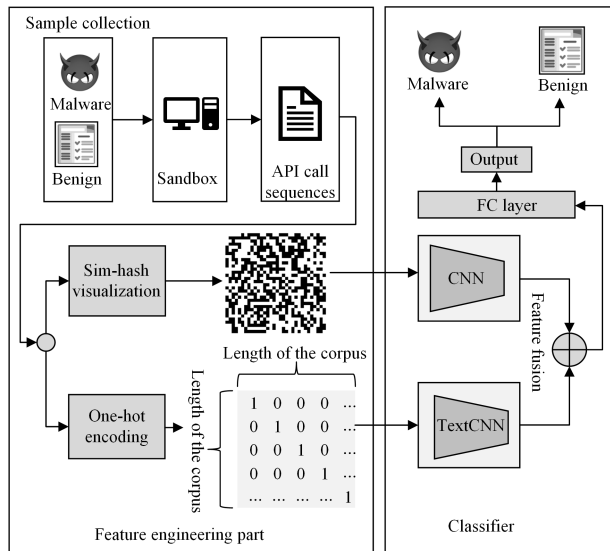 Sample collection
Malware
Benign
Sandbox
API call
sequences
Malware
Benign
Output
FC layer
Sim-hash
visualization
CNN
Feature fusion
Length of the corpus
Length of
the corpus
One-hot
encoding
1 0 0 0 ...
0 1 0 0 ...
0 0 1 0 ...
0 0 0 1 ...
... ... ... ... 1
TextCNN
Feature engineering part
Classifier